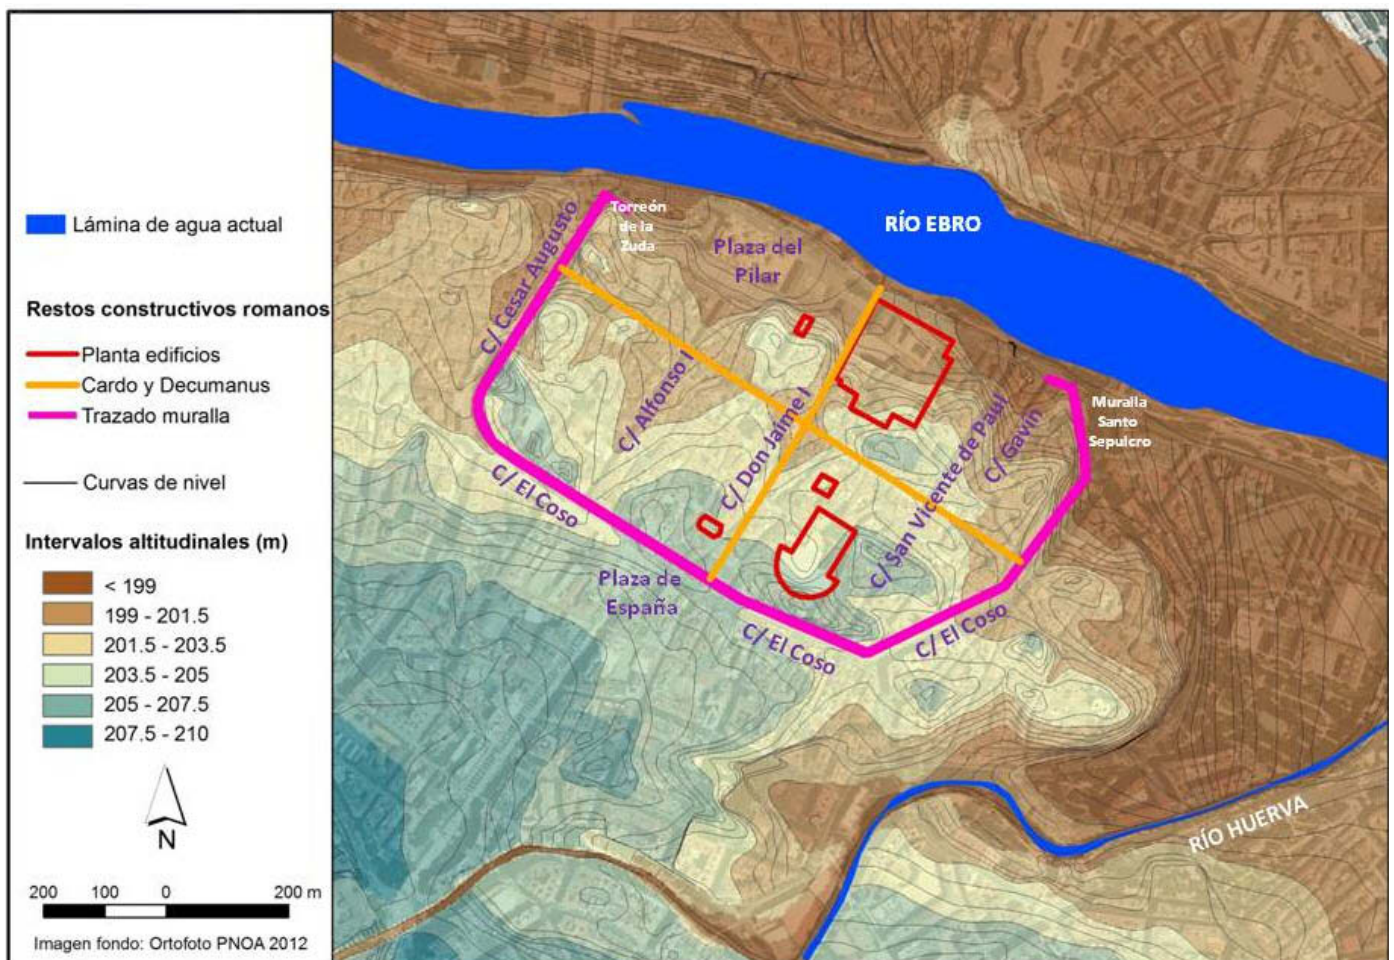 Lámina de agua actual
Restos constructivos romanos
Planta edificios
Cardo y Decumanus
Trazado muralla
Curvas de nivel
Intervalos altitudinales (m)
< 199
199 - 201.5
201.5 - 203.5
203.5 - 205
205 - 207.5
207.5 - 210
N
200 100 0 200 m
Imagen fondo: Ortofoto PNOA 2012
Torreón
de la
Zuda
C/ Cesar Augusto
Plaza del
Pilar
RÍO EBRO
C/ Alfonso I
C/ Don Jaime I
C/ San Vicente de Paul
C/ Gavín
Muralla
Santo
Sepulcro
C/ El Coso
Plaza de
España
C/ El Coso
C/ El Coso
RÍO HUERVA